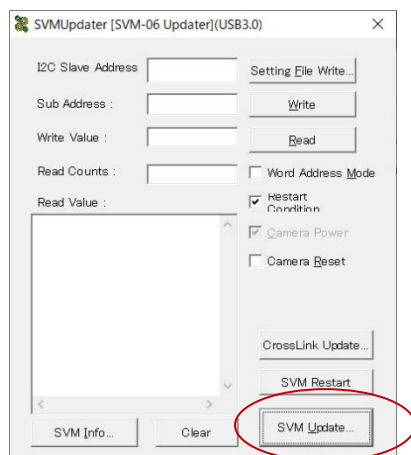 SVMUpdater [SVM-06 Updater](USB3.0)
I2C Slave Address
Setting File Write...
Sub Address :
Write
Write Value :
Read
Read Counts :
Word Address Mode
Read Value :
Restart
Condition
Camera Power
Camera Reset
CrossLink Update...
SVM Restart
SVM Info...
Clear
SVM Update...